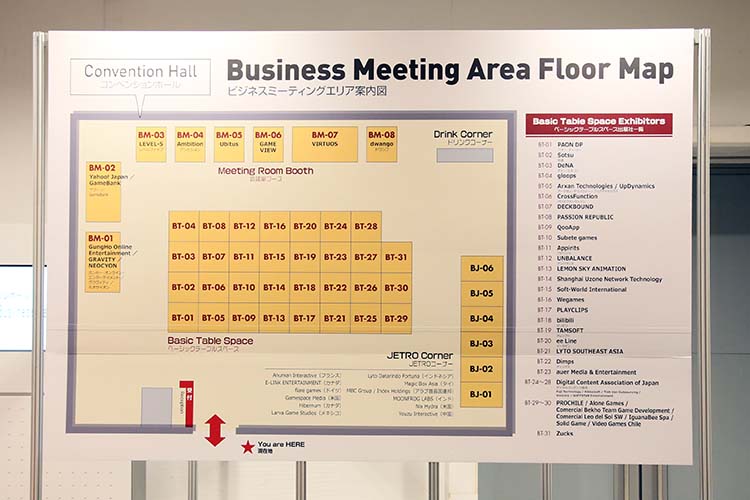 Convention Hall
コンベンションホール
Business Meeting Area Floor Map
ビジネスミーティングエリア案内図
BM-03
LEVEL-5
BM-04
Ambition
BM-05
Ubitus
BM-06
GAME
VIEW
BM-07
VIRTUOS
BM-08
dwango
Drink Corner
ドリンクコーナー
Meeting Room Booth
商談室ブース
BM-02
Yahoo! Japan /
GameBank
BM-01
GungHo Online
Entertainment /
GRAVITY /
NEOCYON
BT-04 BT-08 BT-12 BT-16 BT-20 BT-24 BT-28
BT-03 BT-07 BT-11 BT-15 BT-19 BT-23 BT-27 BT-31
BT-02 BT-06 BT-10 BT-14 BT-18 BT-22 BT-26 BT-30
BT-01 BT-05 BT-09 BT-13 BT-17 BT-21 BT-25 BT-29
Basic Table Space
ベーシックテーブルスペース
BJ-06
BJ-05
BJ-04
BJ-03
BJ-02
BJ-01
JETRO Corner
JETROコーナー
Anuman Interactive (フランス)
E-LINK ENTERTAINMENT (カナダ)
flare games (ドイツ)
Gamespace Media (米国)
Hibernum (カナダ)
Larva Game Studios (メキシコ)
Lyto Datarindo Fortuna (インドネシア)
Magic Box Asia (タイ)
MBC Group / Index Holdings (アラブ首長国連邦)
MOONFROG LABS (インド)
Nix Hydra (米国)
Youzu Interactive (中国)
受付
Reception
You are HERE
現在地
Basic Table Space Exhibitors
ベーシックテーブルスペース出展社一覧
BT-01 PAON DP
BT-02 Sotsu
BT-03 DeNA
BT-04 gloops
BT-05 Arxan Technologies / UpDynamics
BT-06 CrossFunction
BT-07 DECKBOUND
BT-08 PASSION REPUBLIC
BT-09 QooApp
BT-10 Subete games
BT-11 Appirits
BT-12 UNBALANCE
BT-13 LEMON SKY ANIMATION
BT-14 Shanghai Uzone Network Technology
BT-15 Soft-World International
BT-16 Wegames
BT-17 PLAYCLIPS
BT-18 bilibili
BT-19 TAMSOFT
BT-20 ee Line
BT-21 LYTO SOUTHEAST ASIA
BT-22 Dimps
BT-23 auer Media & Entertainment
BT-24~28 Digital Content Association of Japan
BT-29~30 PROCHILE / Alone Games /
Comercial Bekho Team Game Development /
Comercial Leo del Soi SW / IguanaBee Spa /
Solid Game / Video Games Chile
BT-31 Zucks